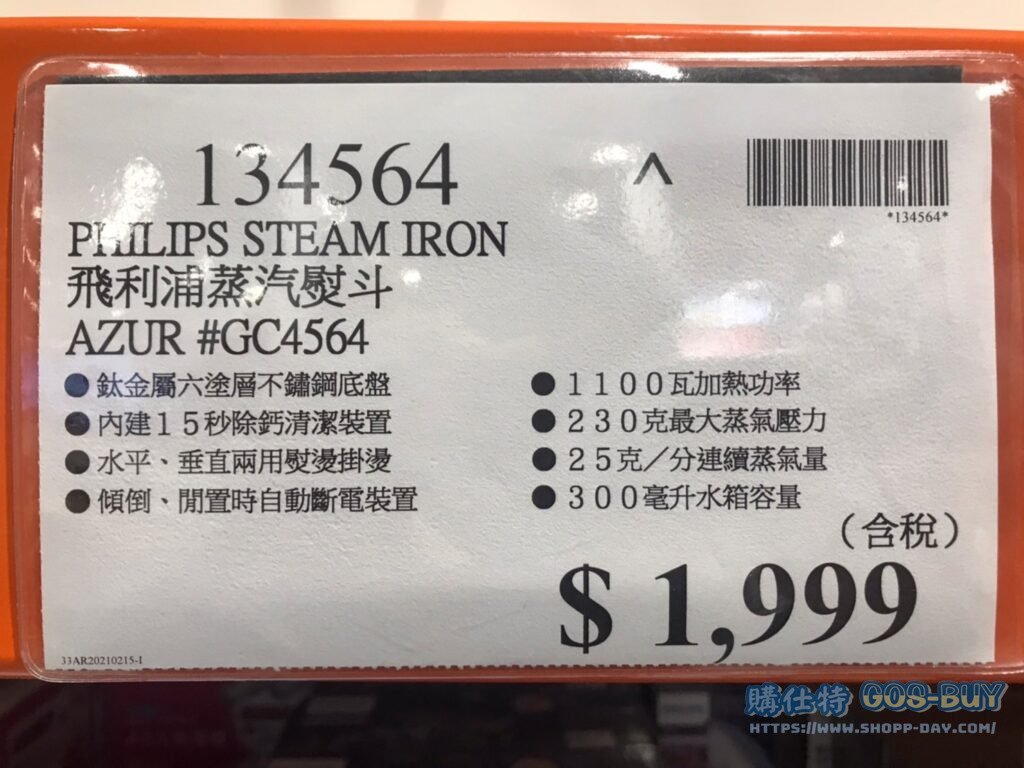 134564
^
*134564*
PHILIPS STEAM IRON
飛利浦蒸汽熨斗
AZUR #GC4564
●鈦金屬六塗層不鏽鋼底盤
●內建15秒除鈣清潔裝置
●水平、垂直兩用熨燙掛燙
●傾倒、閒置時自動斷電裝置
●1100瓦加熱功率
●230克最大蒸氣壓力
●25克／分連續蒸氣量
●300毫升水箱容量
（含稅）
$ 1,999
33AR20210215-1
購仕特 GOS-BUY
HTTPS://WWW.SHOPP-DAY.COM/